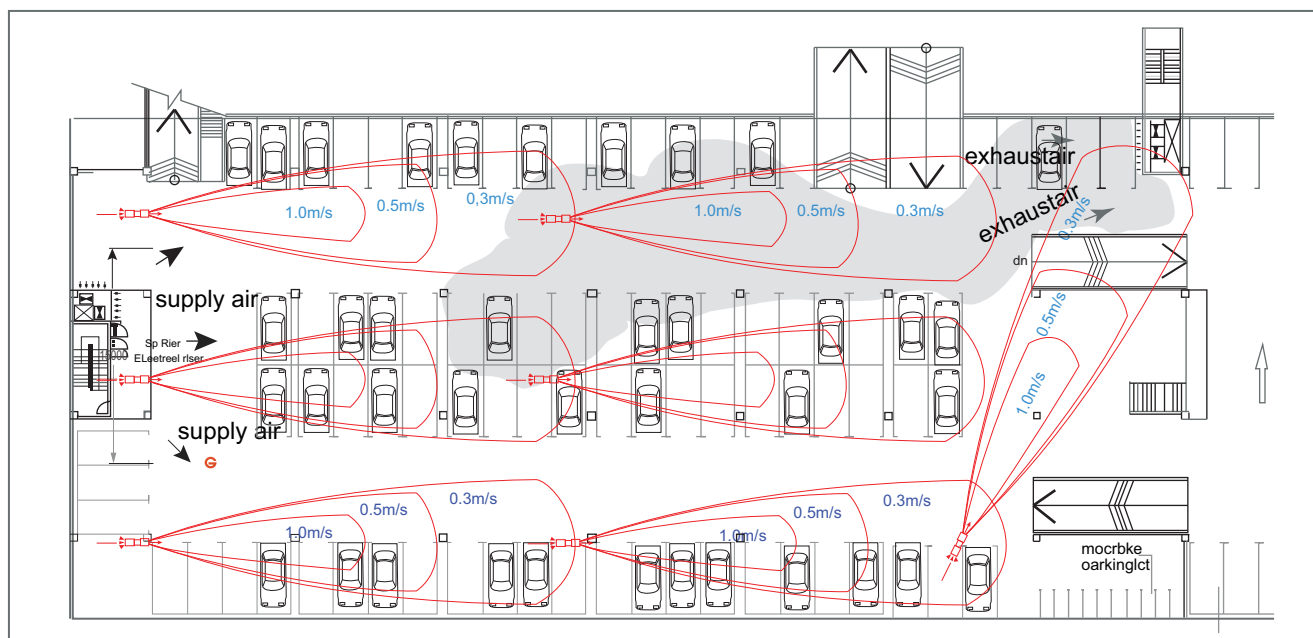 exhaustair
1.0m/s
0.5m/s
0,3m/s
1.0m/s
0.5m/s
0.3m/s
exhaustair
0.3m/s
dn
supply air
Sp Rier
ELeetreel rlser
0.5m/s
1.0m/s
supply air
G
0.3m/s
0.5m/s
1.0m/s
0.3m/s
0.5m/s
1.0m/s
mocrbke
oarkinglct